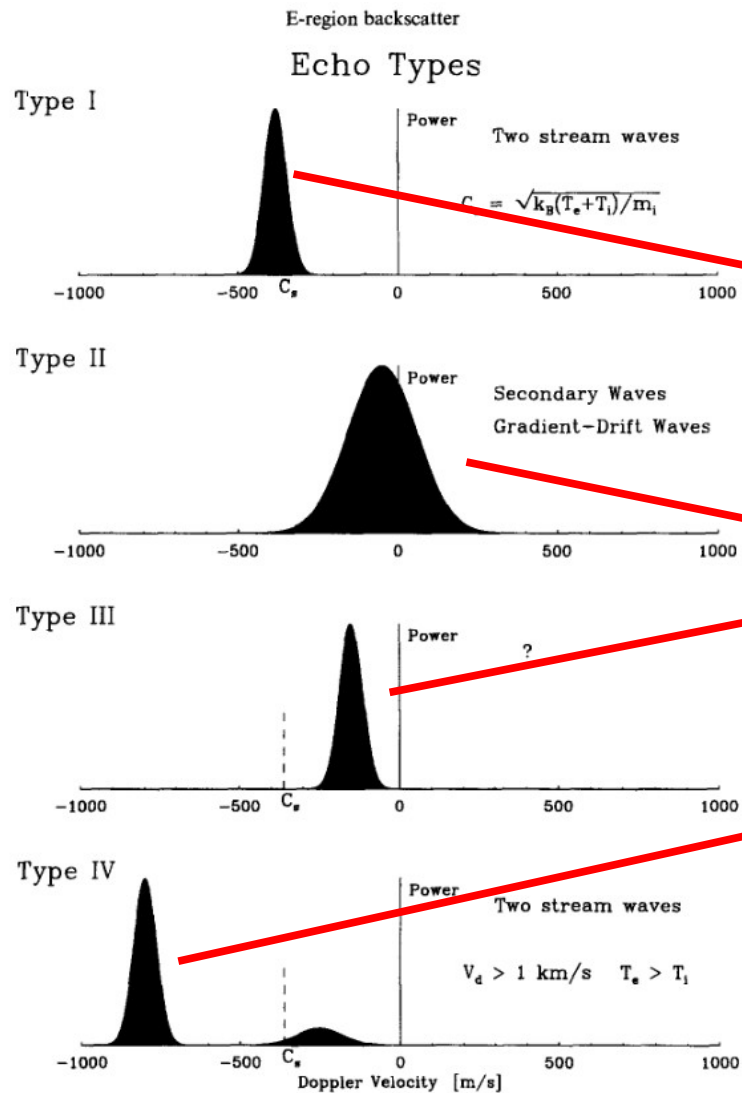 E-region backscatter
Echo Types
Type I
Power
Two stream waves
= √k_B(T_e+T_i)/m_i
-1000 -500 C_s 0 500 1000
Type II
Power
Secondary Waves
Gradient-Drift Waves
-1000 -500 0 500 1000
Type III
Power
?
-1000 -500 C_s 0 500 1000
Type IV
Power
Two stream waves
V_d > 1 km/s T_e > T_i
-1000 -500 C_s 0 500 1000
Doppler Velocity [m/s]